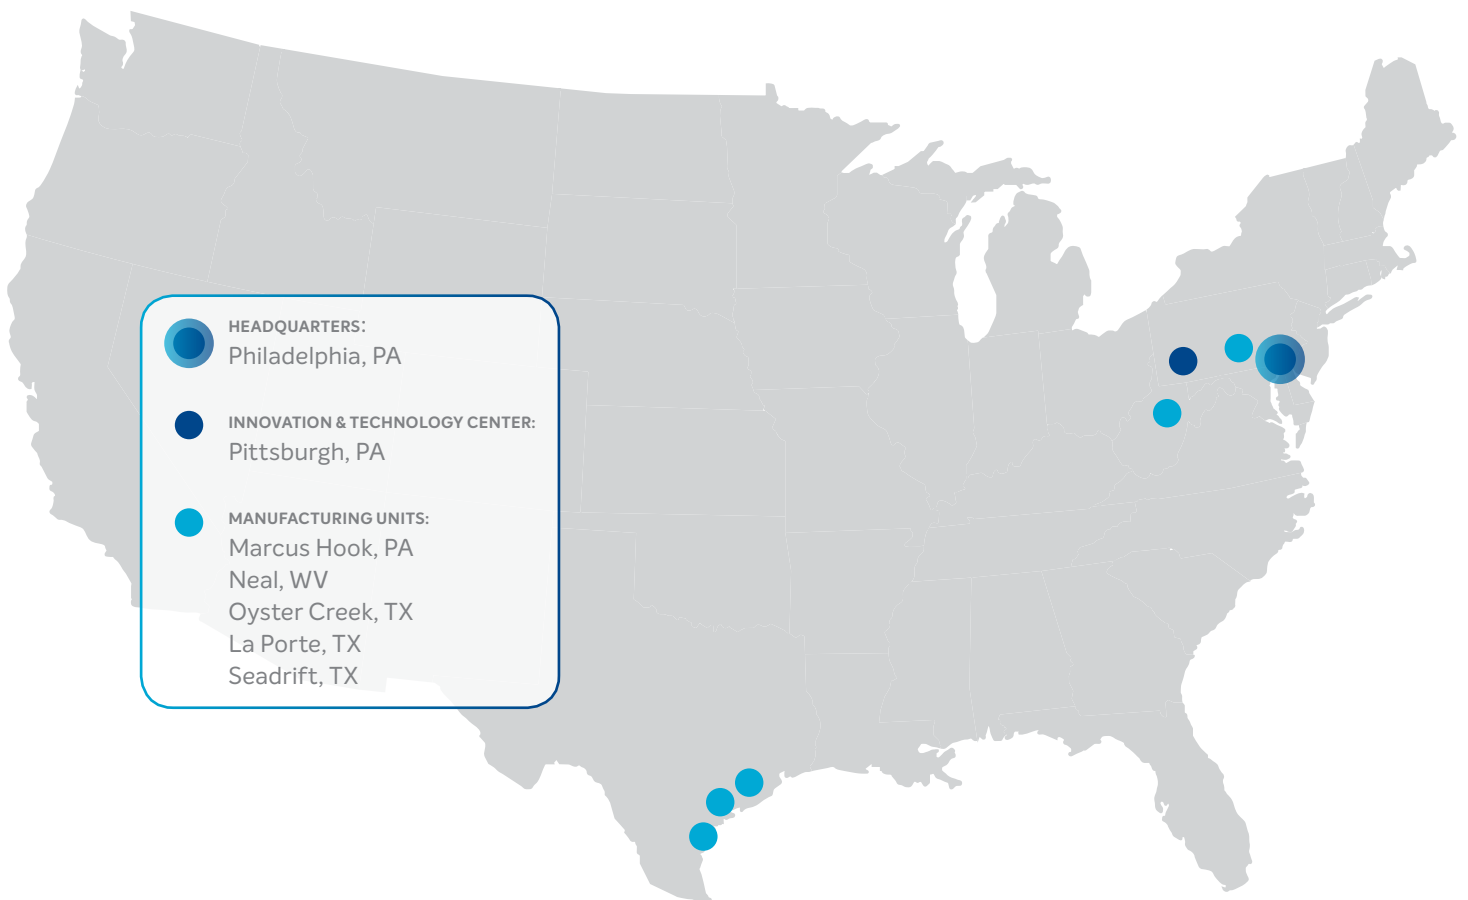 HEADQUARTERS:
Philadelphia, PA
INNOVATION & TECHNOLOGY CENTER:
Pittsburgh, PA
MANUFACTURING UNITS:
Marcus Hook, PA
Neal, WV
Oyster Creek, TX
La Porte, TX
Seadrift, TX